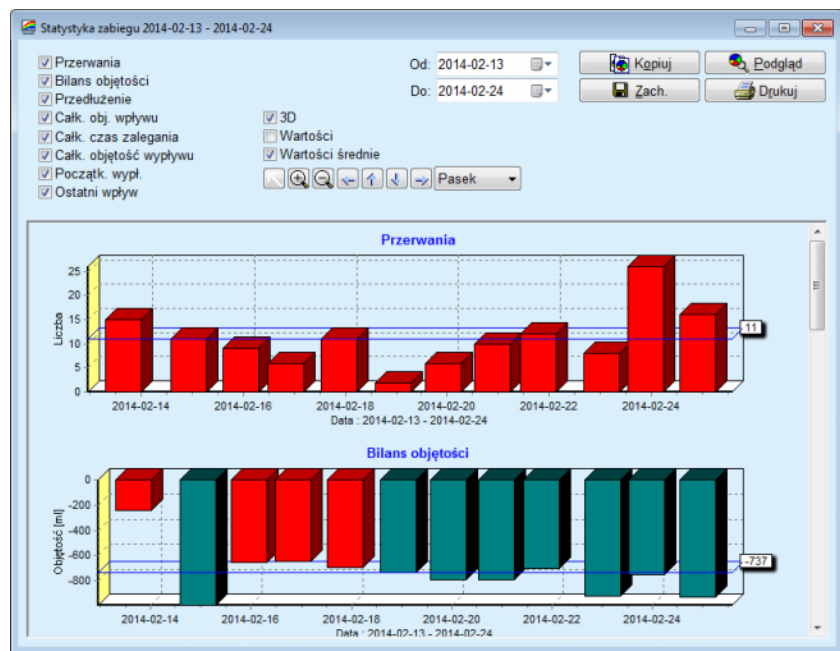 Statystyka zabiegu 2014-02-13 - 2014-02-24
Przerwania
Bilans objętości
Przedłużenie
Całk. obj. wpływu
Całk. czas zalegania
Całk. objętość wypływu
Początk. wypł.
Ostatni wpływ
3D
Wartości
Wartości średnie
Pasek
Od: 2014-02-13
Do: 2014-02-24
Kopiuj
Podgląd
Zach.
Drukuj
Przerwania
Liczba
25
20
15
10
5
0
11
2014-02-14 2014-02-16 2014-02-18 2014-02-20 2014-02-22 2014-02-24
Data : 2014-02-13 - 2014-02-24
Bilans objętości
Objętość [ml]
0
-200
-400
-600
-800
-737
2014-02-14 2014-02-16 2014-02-18 2014-02-20 2014-02-22 2014-02-24
Data : 2014-02-13 - 2014-02-24